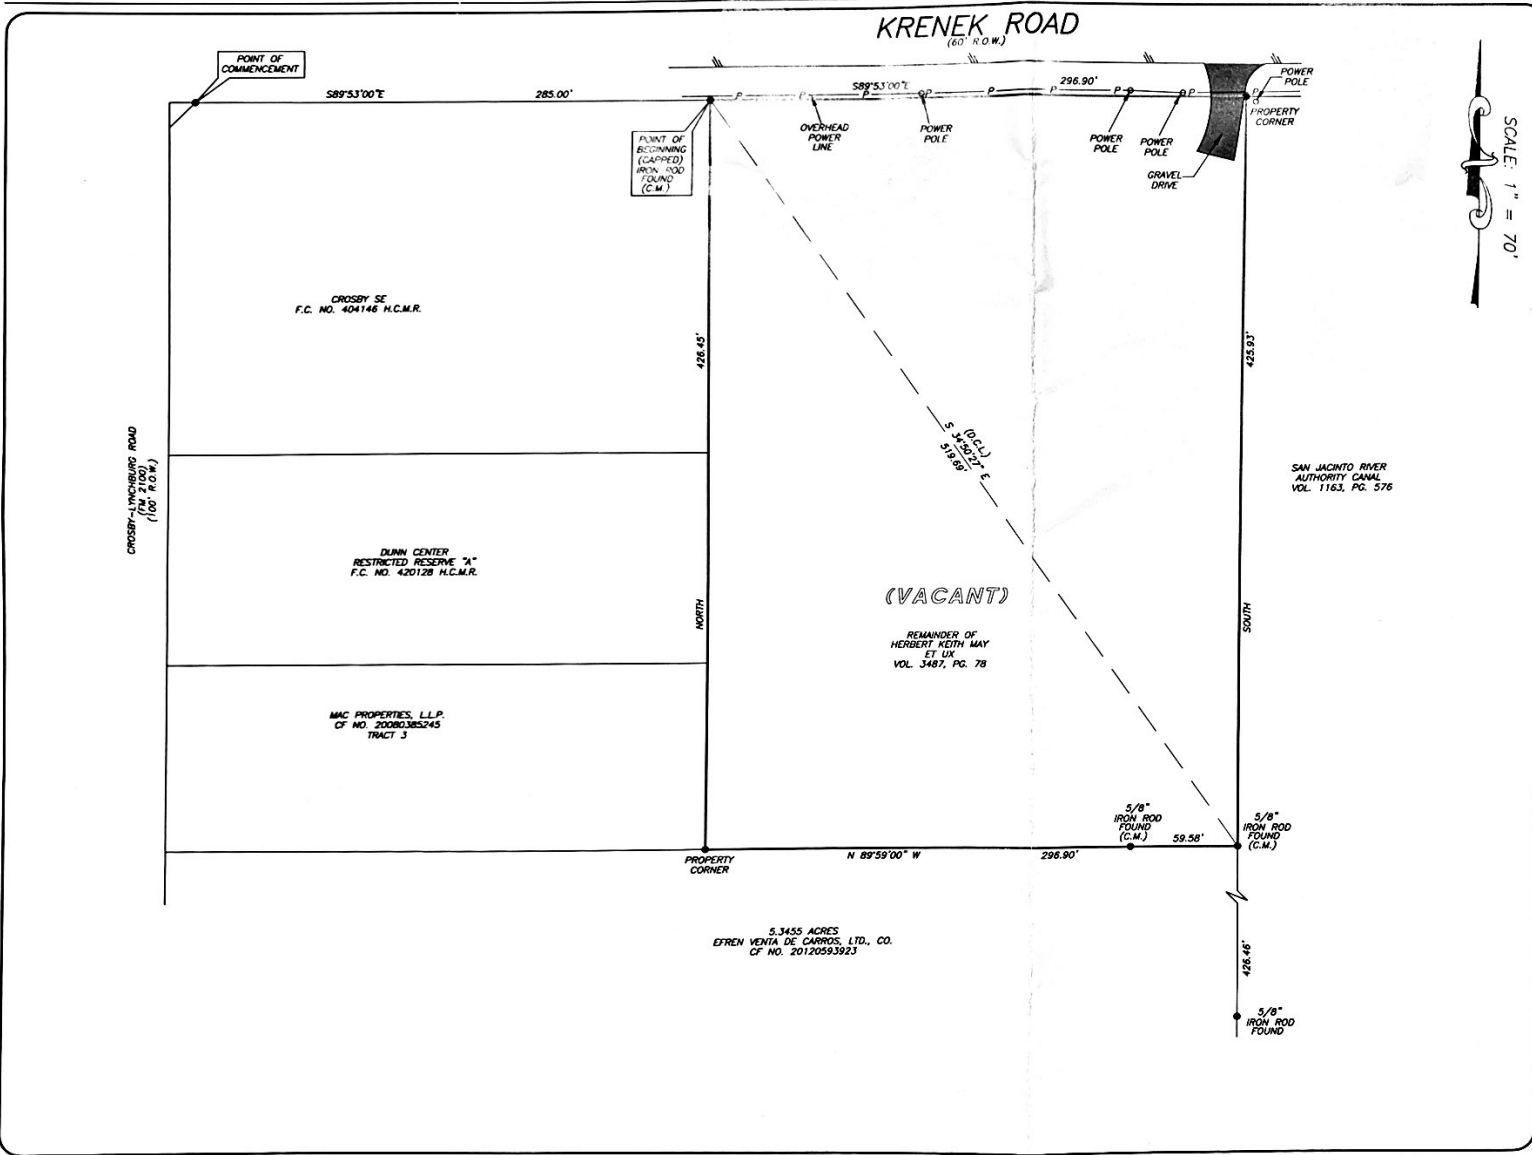 KRENEK ROAD
(60' R.O.W.)
POINT OF
COMMENCEMENT
S89°53'00"E
285.00'
S89°53'00"E
296.90'
POWER
POLE
PROPERTY
CORNER
P P P P P P P P P
OVERHEAD
POWER
LINE
POWER
POLE
POWER
POLE
POWER
POLE
GRAVEL
DRIVE
POINT OF
BEGINNING
(CAPPED)
IRON ROD
FOUND
(C.M.)
SCALE: 1" = 70'
CROSBY SE
F.C. NO. 404146 H.C.M.R.
426.45'
425.93'
(D.C.L.)
S 34°50'27" E
519.69'
CROSBY-LYNCHBURG ROAD
(FM 2100)
(100' R.O.W.)
SAN JACINTO RIVER
AUTHORITY CANAL
VOL. 1163, PG. 576
DUNN CENTER
RESTRICTED RESERVE "A"
F.C. NO. 420128 H.C.M.R.
NORTH
(VACANT)
SOUTH
REMAINDER OF
HERBERT KEITH MAY
ET UX
VOL. 3487, PG. 78
MAC PROPERTIES, L.L.P.
CF NO. 20080385245
TRACT 3
5/8"
IRON ROD
FOUND
(C.M.)
59.58'
5/8"
IRON ROD
FOUND
(C.M.)
PROPERTY
CORNER
N 89°59'00" W
296.90'
5.3455 ACRES
EFREN VENTA DE CARROS, LTD., CO.
CF NO. 20120593923
426.46'
5/8"
IRON ROD
FOUND